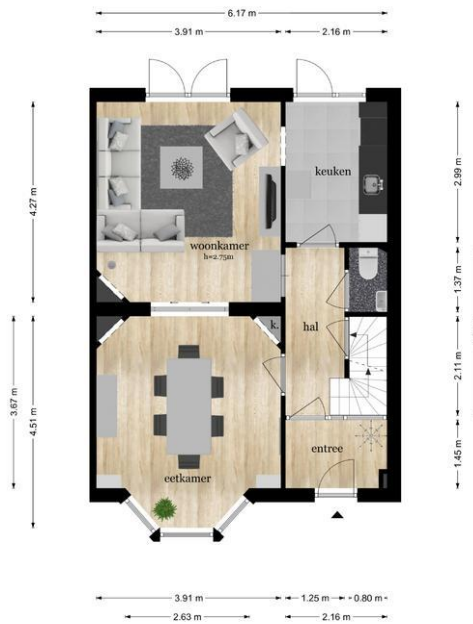 6.17 m
3.91 m
2.16 m
4.27 m
2.99 m
keuken
woonkamer
h=2.75m
1.37 m
k.
hal
3.67 m
4.51 m
2.11 m
entree
1.45 m
eetkamer
3.91 m
1.25 m
0.80 m
2.63 m
2.16 m